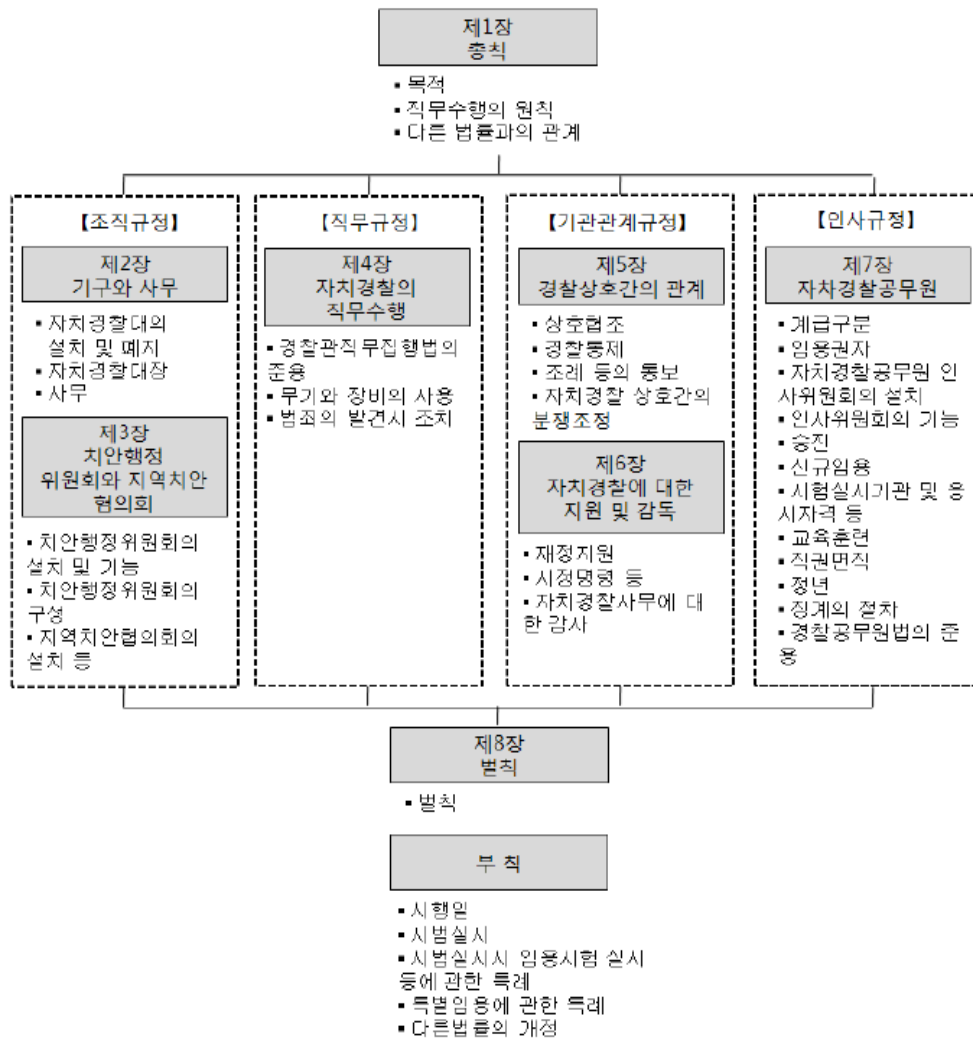 제1장
총칙
▪ 목적
▪ 직무수행의 원칙
▪ 다른 법률과의 관계
【조직규정】
제2장
기구와 사무
▪ 자치경찰대의
설치 및 폐지
▪ 자치경찰대장
▪ 사무
제3장
치안행정
위원회와 지역치안
협의회
▪ 치안행정위원회의
설치 및 기능
▪ 치안행정위원회의
구성
▪ 지역치안협의회의
설치 등
【직무규정】
제4장
자치경찰의
직무수행
▪ 경찰관직무집행법의
준용
▪ 무기와 장비의 사용
▪ 범죄의 발견시 조치
【기관관계규정】
제5장
경찰상호간의 관계
▪ 상호협조
▪ 경찰통제
▪ 조례 등의 통보
▪ 자치경찰 상호간의
분쟁조정
제6장
자치경찰에 대한
지원 및 감독
▪ 재정지원
▪ 시정명령 등
▪ 자치경찰사무에 대
한 감사
【인사규정】
제7장
자차경찰공무원
▪ 계급구분
▪ 임용권자
▪ 자치경찰공무원 인
사위원회의 설치
▪ 인사위원회의 기능
▪ 승진
▪ 신규임용
▪ 시험실시기관 및 응
시자격 등
▪ 교육훈련
▪ 직권면직
▪ 정년
▪ 징계의 절차
▪ 경찰공무원법의 준
용
제8장
벌칙
▪ 벌칙
부 칙
▪ 시행일
▪ 시범실시
▪ 시범실시시 임용시험 실시
등에 관한 특례
▪ 특별임용에 관한 특례
▪ 다른법률의 개정